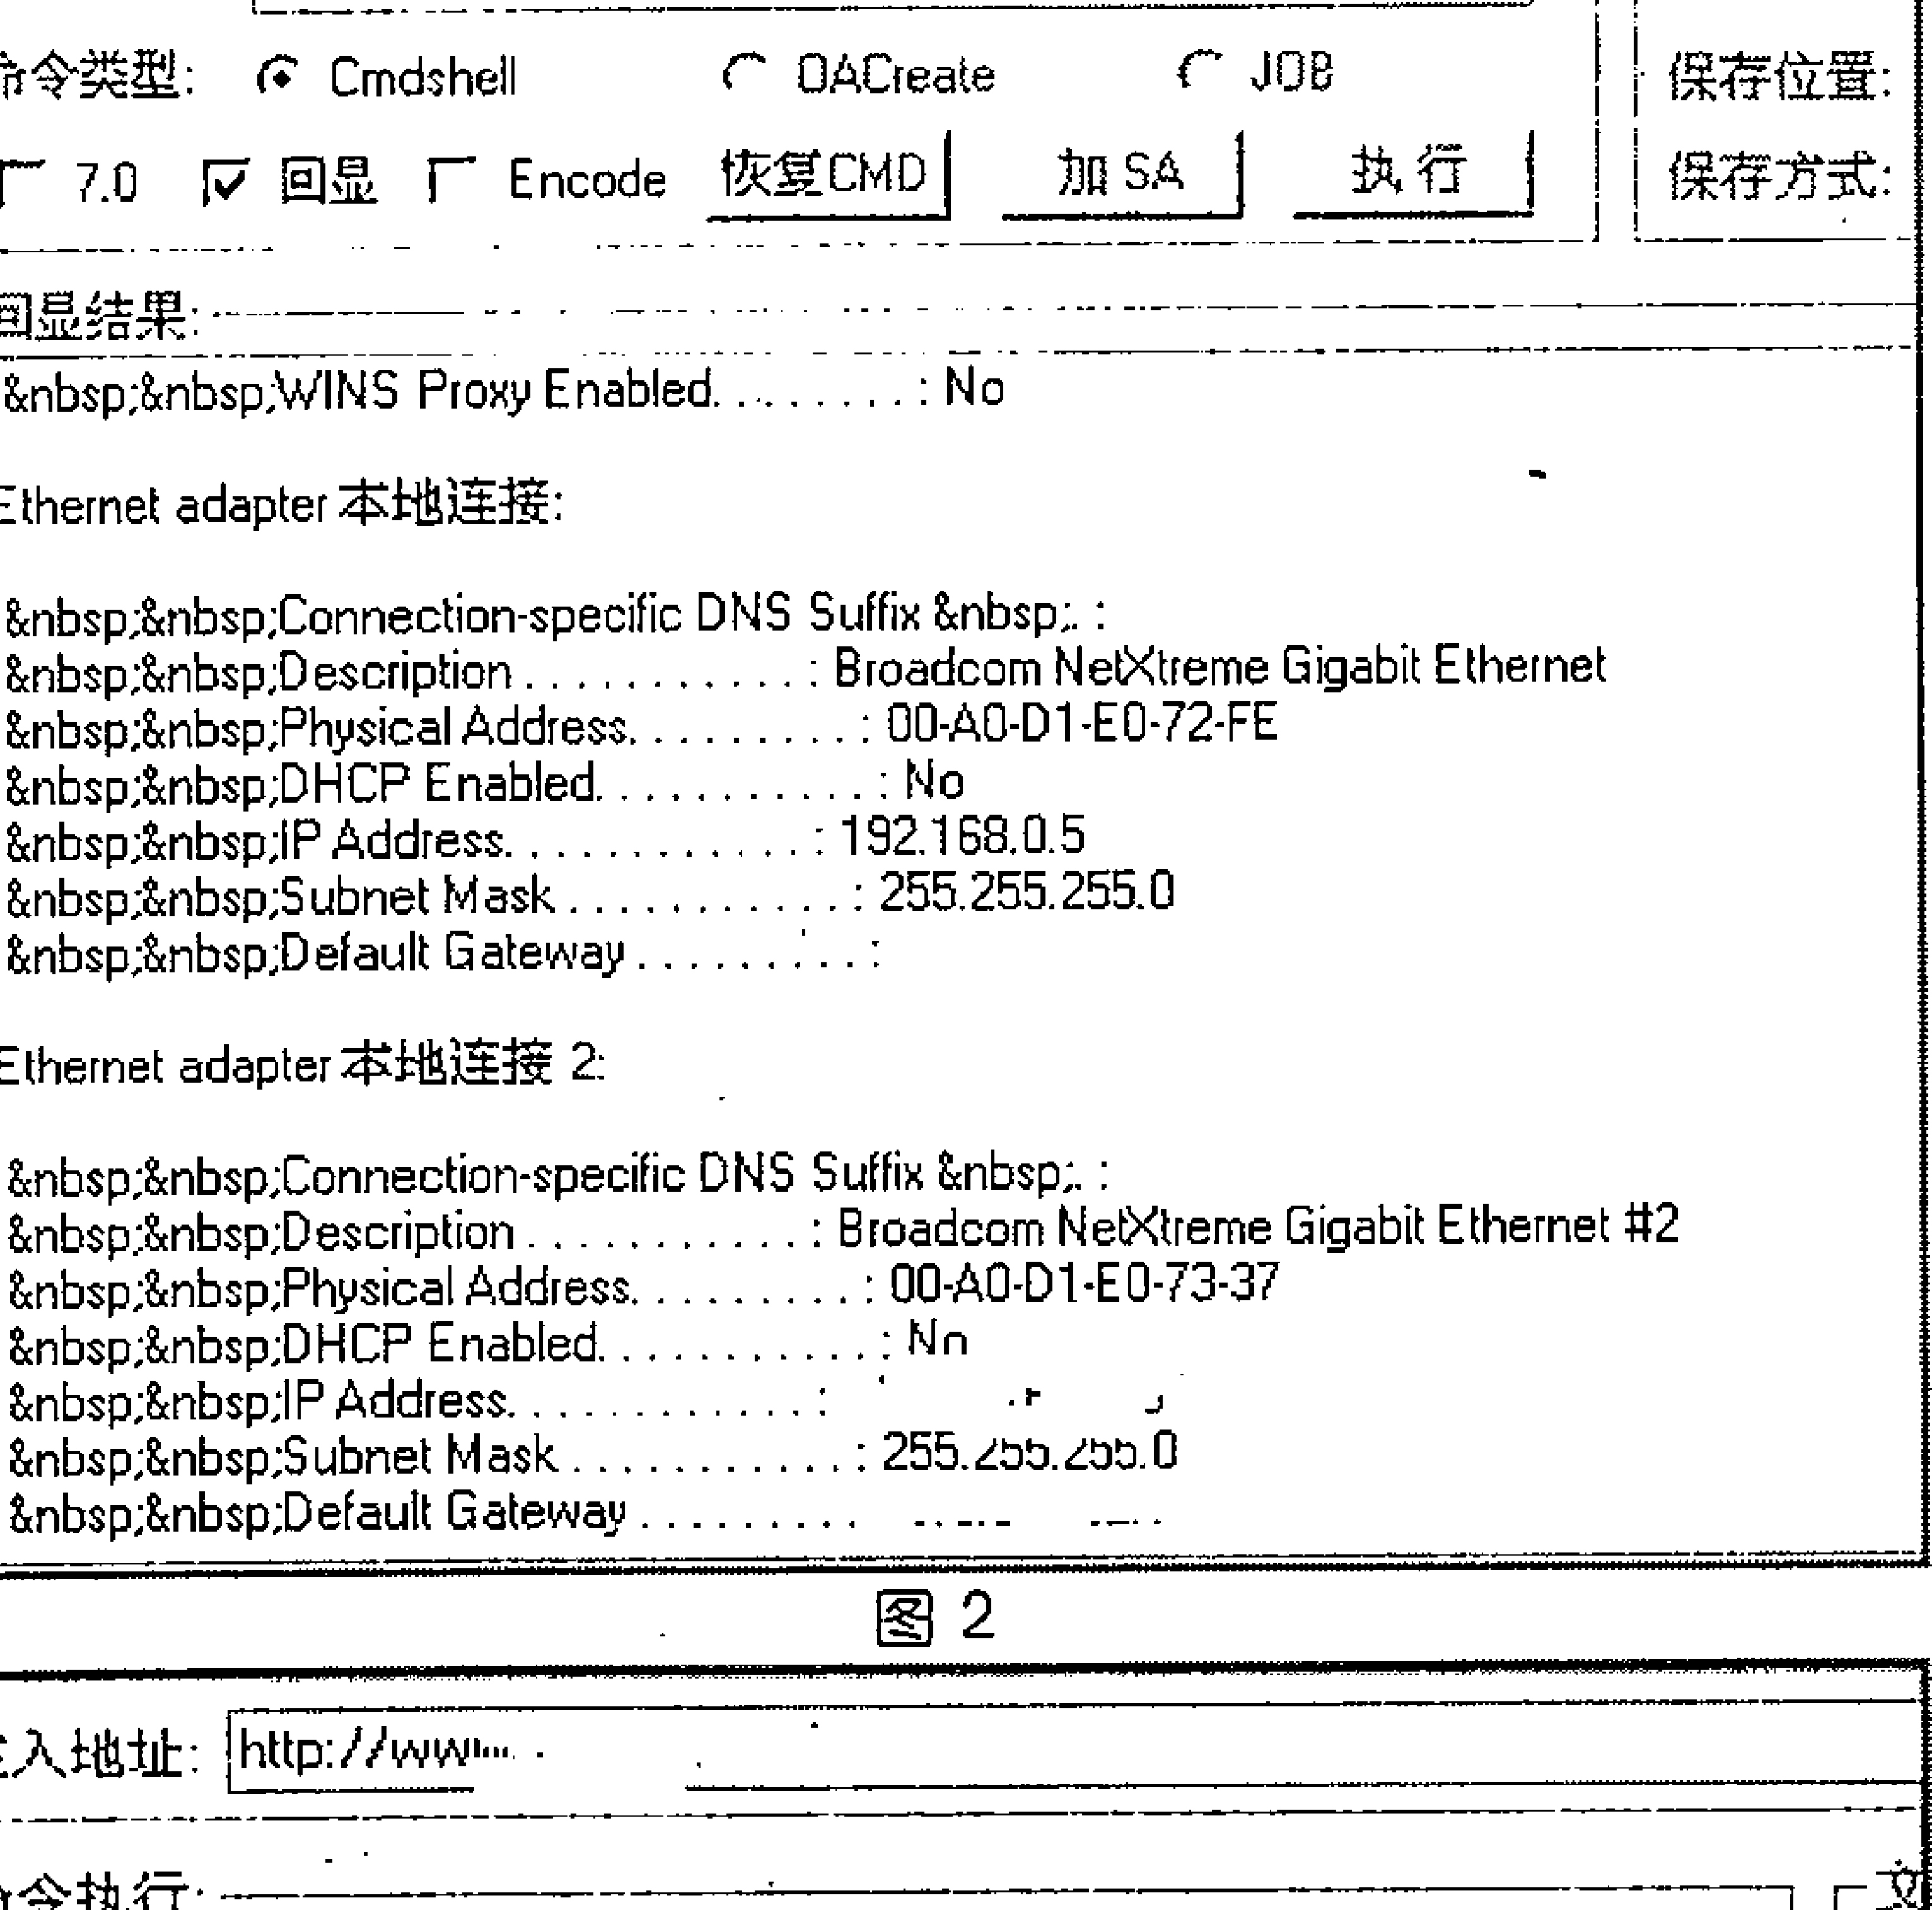 命令类型: Cmdshell OACreate JOB 保存位置:
7.0 回显 Encode 恢复CMD 加 SA 执 行 保存方式:
回显结果:
&nbsp;&nbsp;WINS Proxy Enabled. . . . . . . . : No
Ethernet adapter 本地连接:
&nbsp;&nbsp;Connection-specific DNS Suffix &nbsp;. :
&nbsp;&nbsp;Description . . . . . . . . . . . . : Broadcom NetXtreme Gigabit Ethernet
&nbsp;&nbsp;Physical Address. . . . . . . . . . : 00-A0-D1-E0-72-FE
&nbsp;&nbsp;DHCP Enabled. . . . . . . . . . . : No
&nbsp;&nbsp;IP Address. . . . . . . . . . . . . : 192.168.0.5
&nbsp;&nbsp;Subnet Mask . . . . . . . . . . . : 255.255.255.0
&nbsp;&nbsp;Default Gateway . . . . . . . . . :
Ethernet adapter 本地连接 2:
&nbsp;&nbsp;Connection-specific DNS Suffix &nbsp;. :
&nbsp;&nbsp;Description . . . . . . . . . . . . : Broadcom NetXtreme Gigabit Ethernet #2
&nbsp;&nbsp;Physical Address. . . . . . . . . . : 00-A0-D1-E0-73-37
&nbsp;&nbsp;DHCP Enabled. . . . . . . . . . . : No
&nbsp;&nbsp;IP Address. . . . . . . . . . . . . :
&nbsp;&nbsp;Subnet Mask . . . . . . . . . . . : 255.255.255.0
&nbsp;&nbsp;Default Gateway . . . . . . . . .
图 2
注入地址: http://www
命令执行: